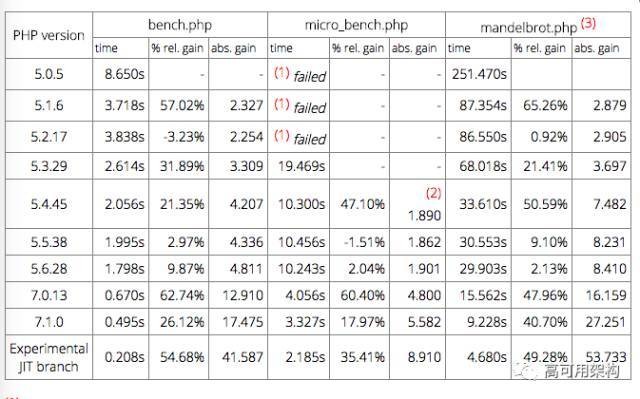 PHP version bench.php micro_bench.php mandelbrot.php (3)
time % rel. gain abs. gain time % rel. gain abs. gain time % rel. gain abs. gain
5.0.5 8.650s - - (1) failed - - 251.470s
5.1.6 3.718s 57.02% 2.327 (1) failed - - 87.354s 65.26% 2.879
5.2.17 3.838s -3.23% 2.254 (1) failed - - 86.550s 0.92% 2.905
5.3.29 2.614s 31.89% 3.309 19.469s - - 68.018s 21.41% 3.697
5.4.45 2.056s 21.35% 4.207 10.300s 47.10% (2) 1.890 33.610s 50.59% 7.482
5.5.38 1.995s 2.97% 4.336 10.456s -1.51% 1.862 30.553s 9.10% 8.231
5.6.28 1.798s 9.87% 4.811 10.243s 2.04% 1.901 29.903s 2.13% 8.410
7.0.13 0.670s 62.74% 12.910 4.056s 60.40% 4.800 15.562s 47.96% 16.159
7.1.0 0.495s 26.12% 17.475 3.327s 17.97% 5.582 9.228s 40.70% 27.251
Experimental
JIT branch 0.208s 54.68% 41.587 2.185s 35.41% 8.910 4.680s 49.28% 53.733
高可用架构